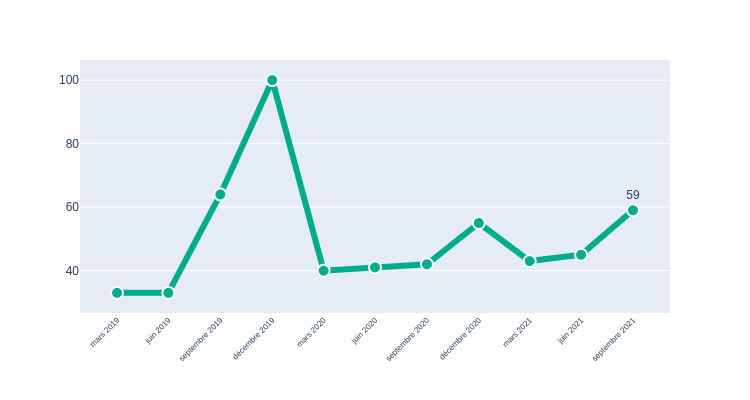 100
80
60
40
59
mars 2019
juin 2019
septembre 2019
décembre 2019
mars 2020
juin 2020
septembre 2020
décembre 2020
mars 2021
juin 2021
septembre 2021